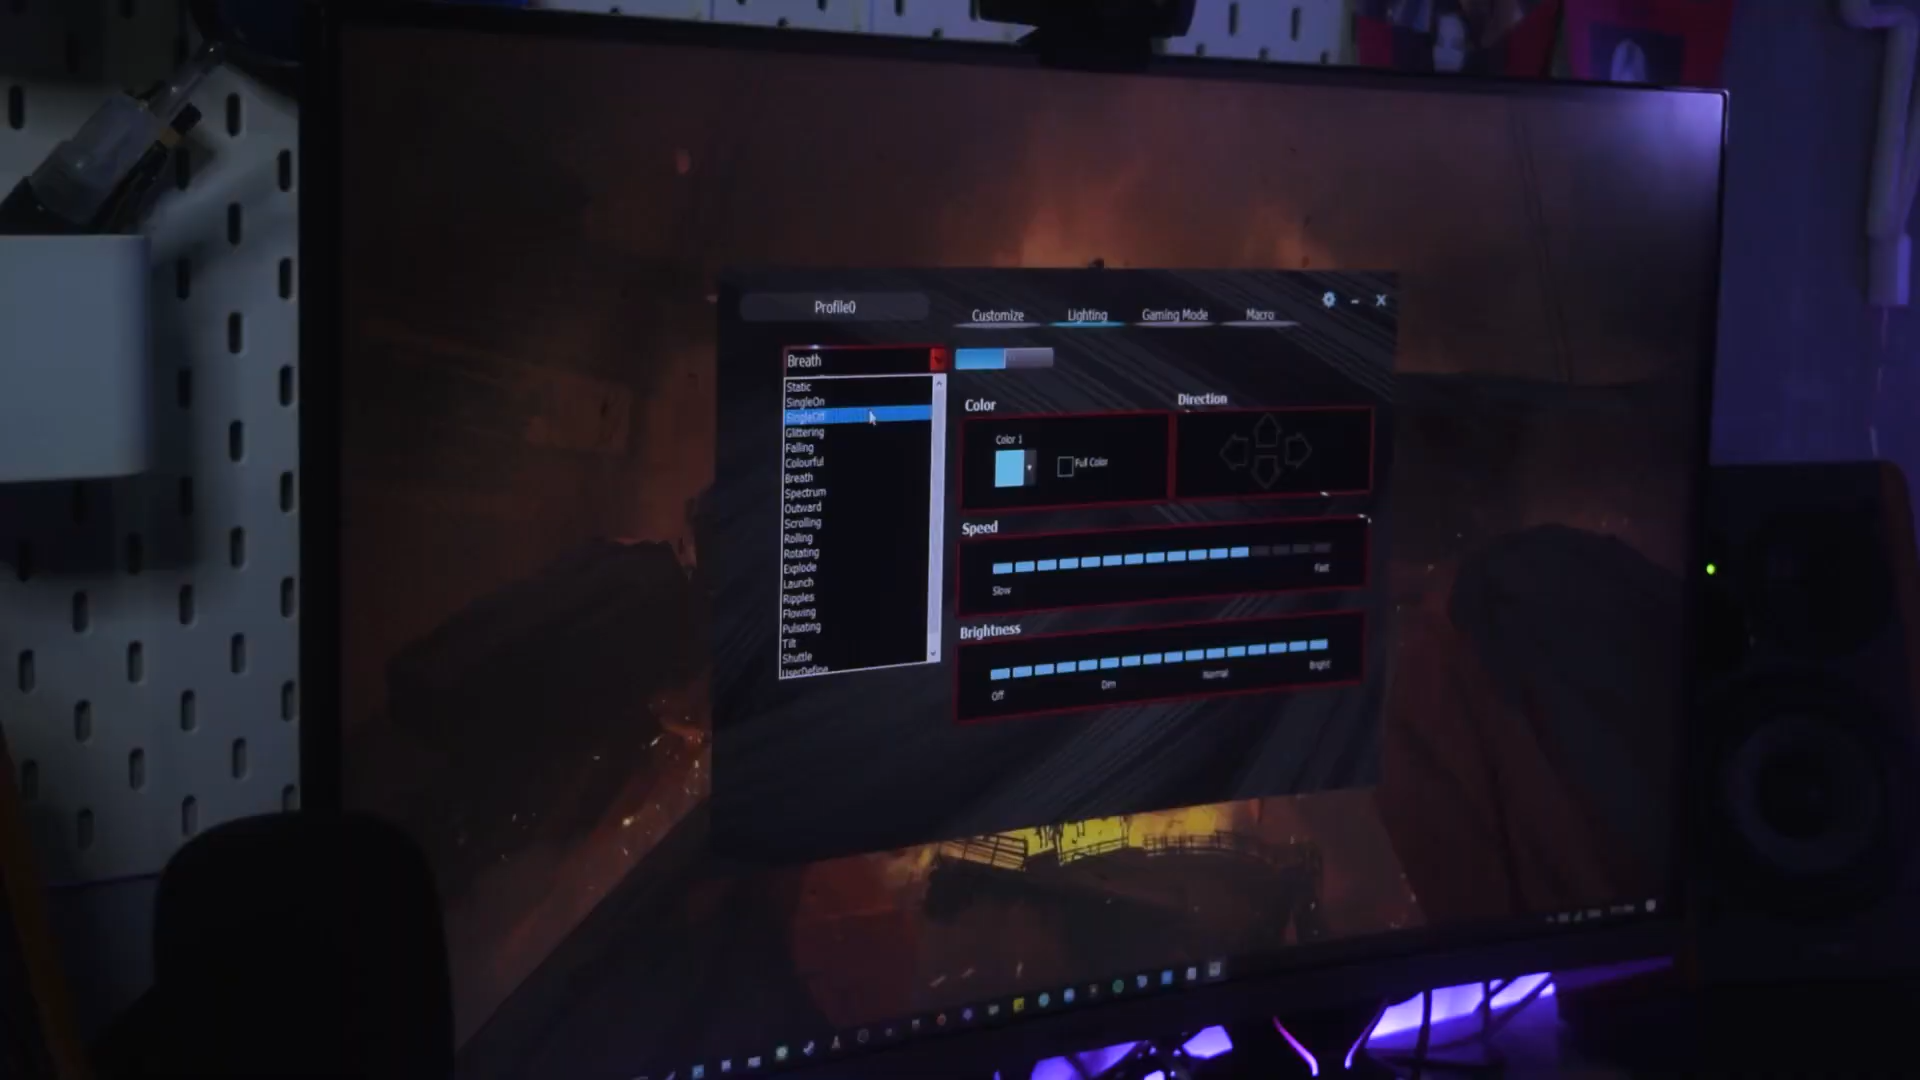 Profile0
Customize
Lighting
Gaming Mode
Macro
Breath
Static
SingleOn
SingleOff
Glittering
Falling
Colourful
Breath
Spectrum
Outward
Scrolling
Rolling
Rotating
Explode
Launch
Ripples
Flowing
Pulsating
Tilt
Shuttle
UserDefine
Color
Color 1
Full Color
Direction
Speed
Slow
Fast
Brightness
Off
Dim
Normal
Bright